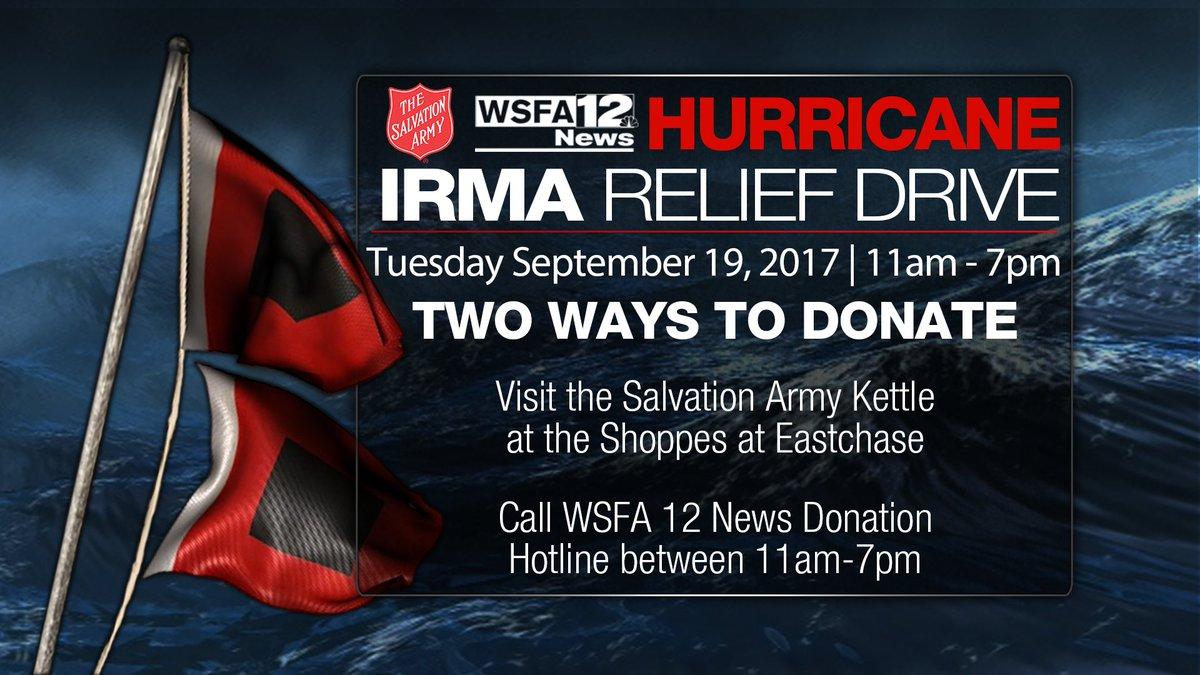 THE
SALVATION
ARMY
WSFA 12
News
HURRICANE
IRMA RELIEF DRIVE
Tuesday September 19, 2017 | 11am - 7pm
TWO WAYS TO DONATE
Visit the Salvation Army Kettle
at the Shoppes at Eastchase
Call WSFA 12 News Donation
Hotline between 11am-7pm